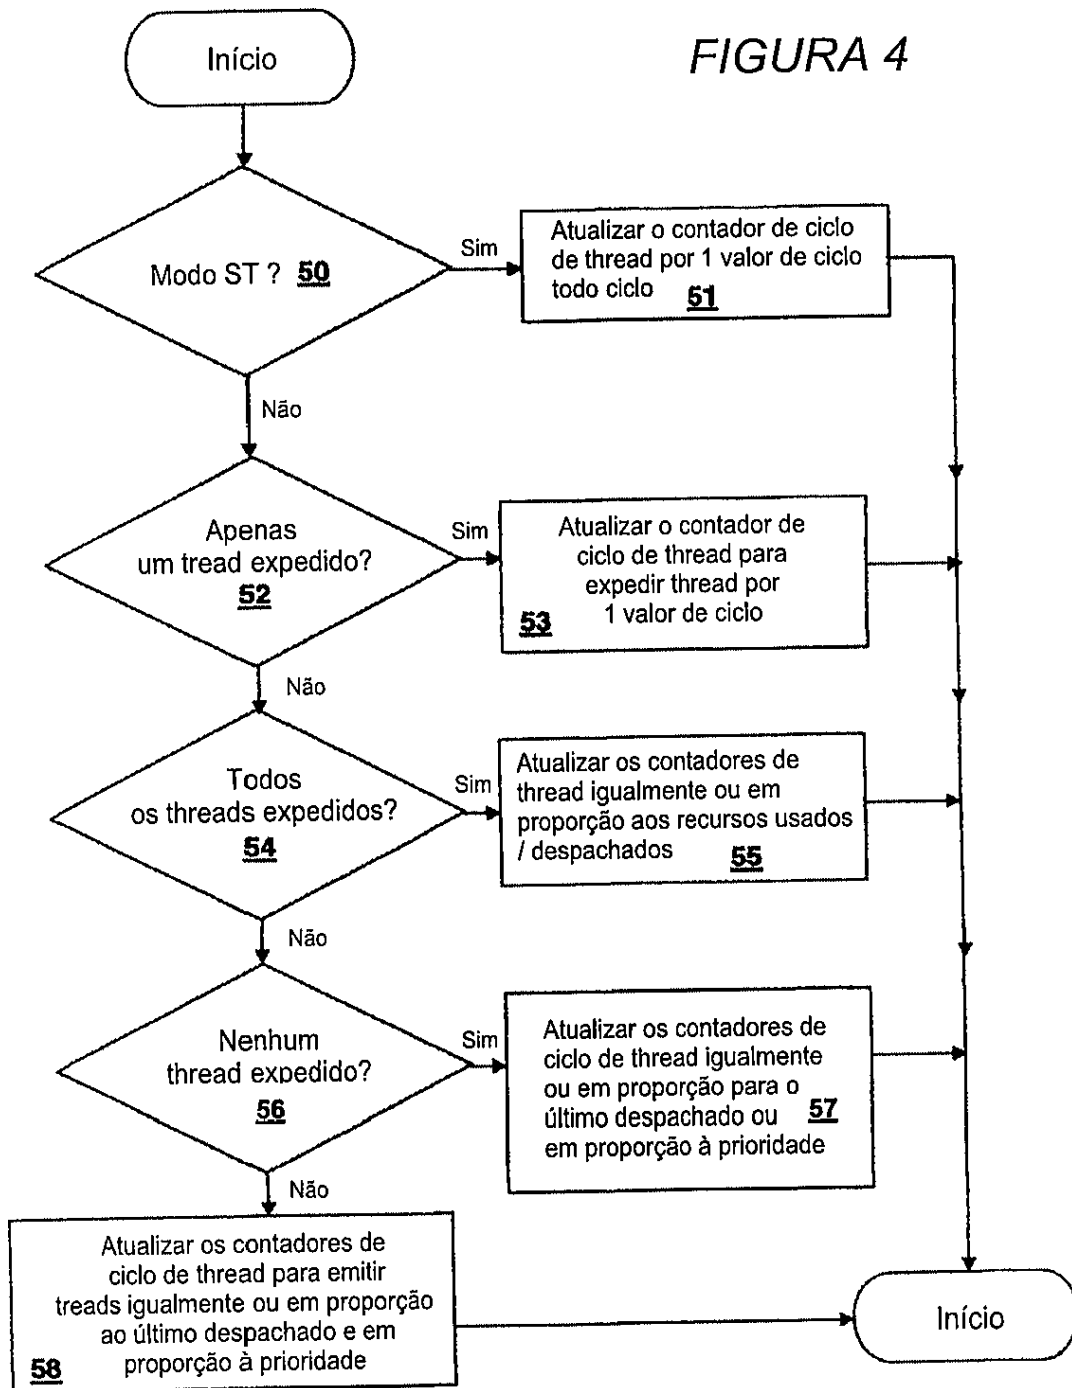 Início
FIGURA 4
Modo ST ? 50
Sim
Atualizar o contador de ciclo
de thread por 1 valor de ciclo
todo ciclo
51
Não
Apenas
um tread expedido?
52
Sim
Atualizar o contador de
ciclo de thread para
expedir thread por
53 1 valor de ciclo
Não
Todos
os threads expedidos?
54
Sim
Atualizar os contadores de
thread igualmente ou em
proporção aos recursos usados
/ despachados 55
Não
Nenhum
thread expedido?
56
Sim
Atualizar os contadores de
ciclo de thread igualmente
ou em proporção para o
último despachado ou 57
em proporção à prioridade
Não
Atualizar os contadores de
ciclo de thread para emitir
treads igualmente ou em proporção
ao último despachado e em
58 proporção à prioridade
Início